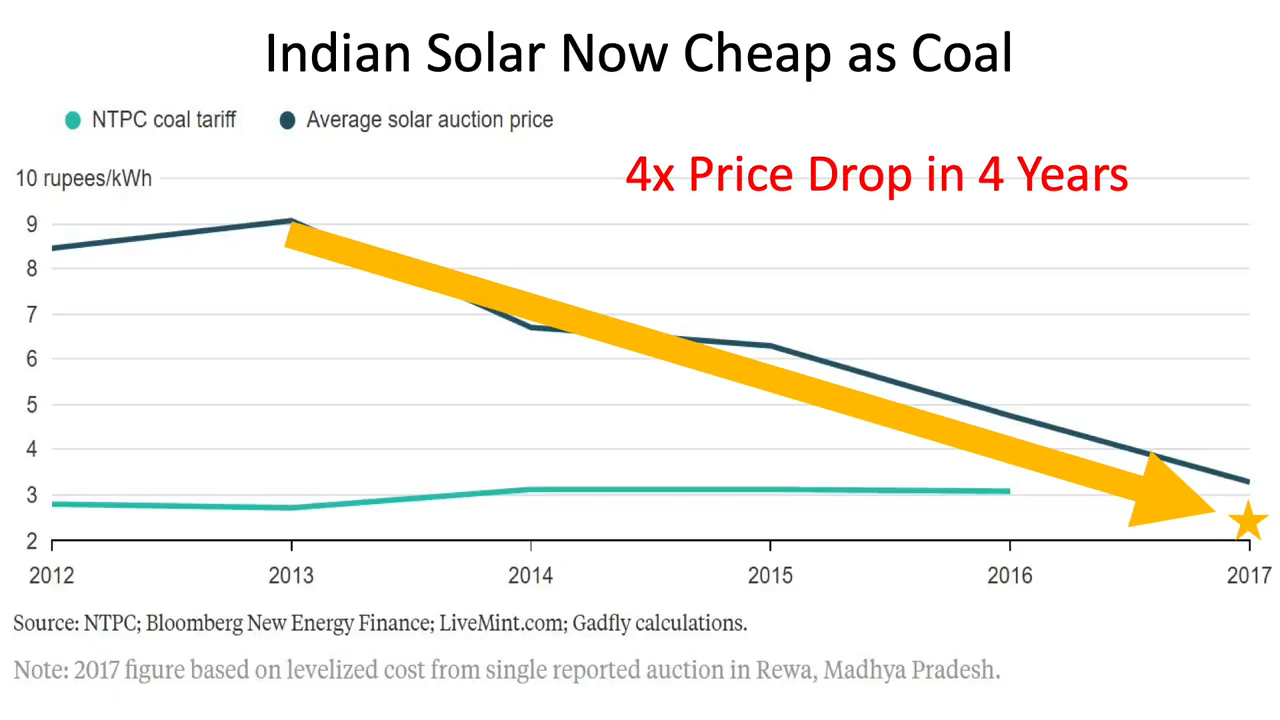 Indian Solar Now Cheap as Coal
NTPC coal tariff
Average solar auction price
4x Price Drop in 4 Years
10 rupees/kWh
9
8
7
6
5
4
3
2
2012 2013 2014 2015 2016 2017
Source: NTPC; Bloomberg New Energy Finance; LiveMint.com; Gadfly calculations.
Note: 2017 figure based on levelized cost from single reported auction in Rewa, Madhya Pradesh.